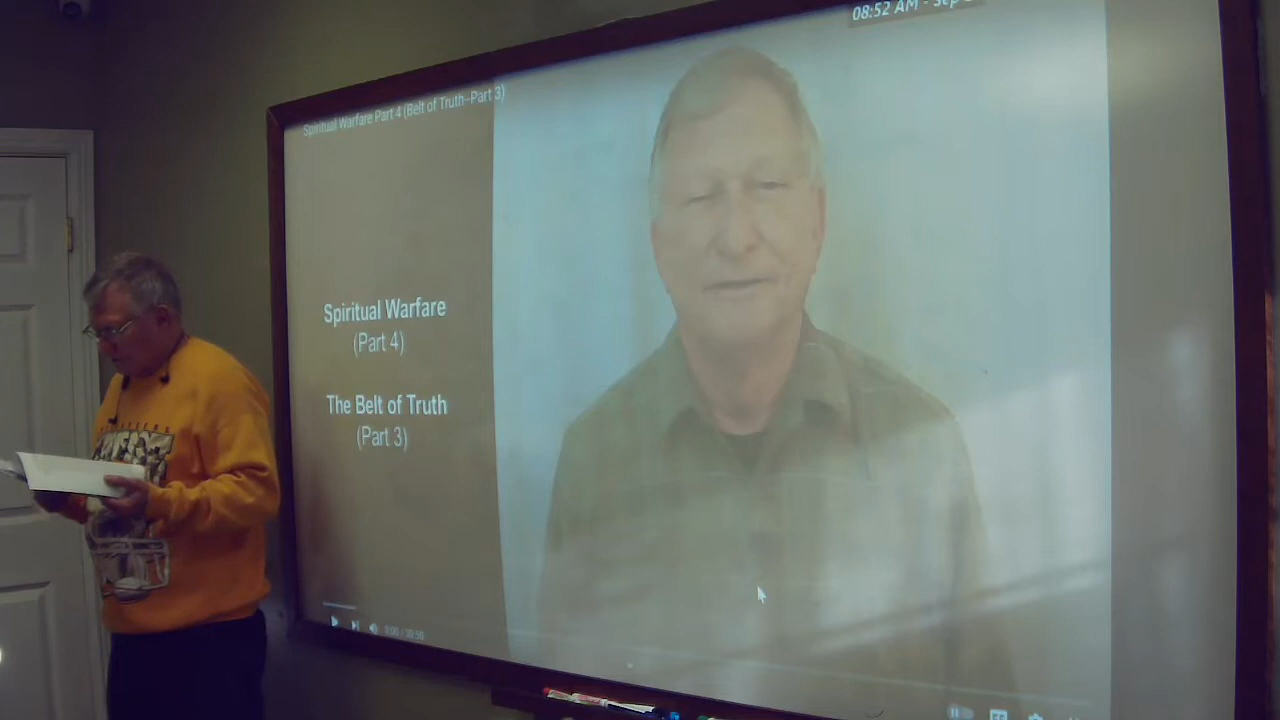 08:52 AM - Sep
Spiritual Warfare Part 4 (Belt of Truth--Part 3)
Spiritual Warfare
(Part 4)
The Belt of Truth
(Part 3)